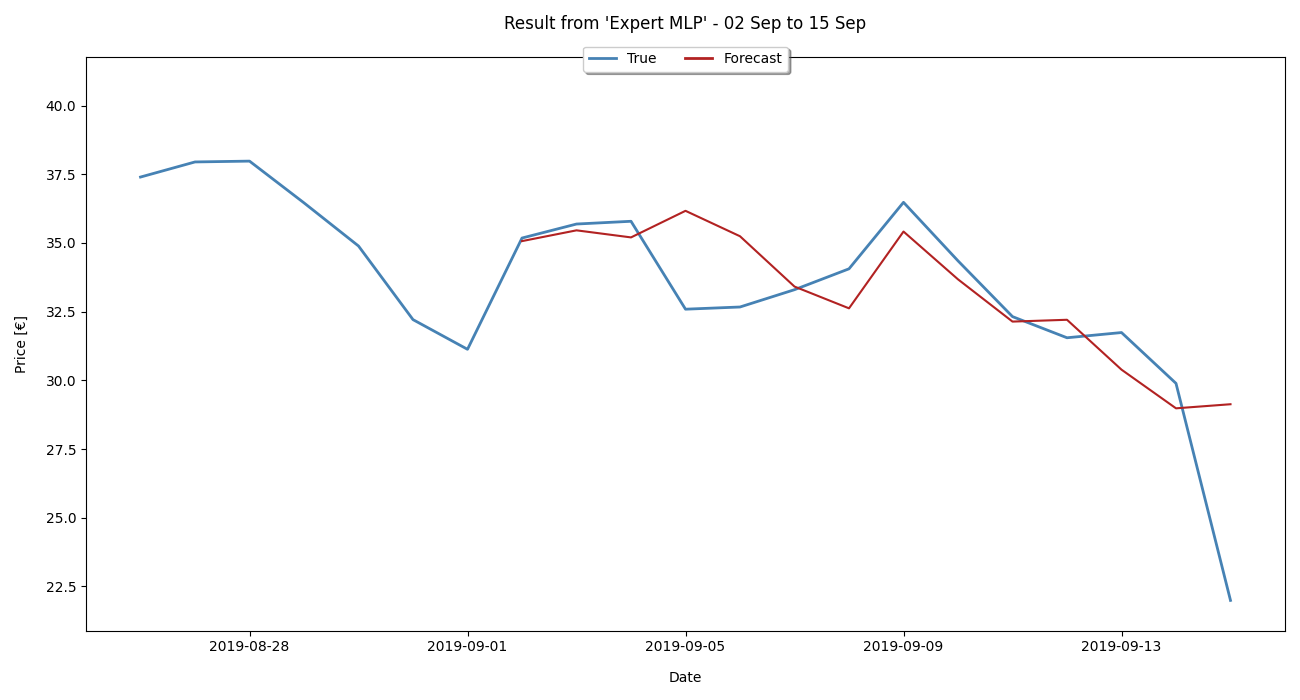 Result from 'Expert MLP' - 02 Sep to 15 Sep
True Forecast
40.0
37.5
35.0
32.5
30.0
27.5
25.0
22.5
Price [€]
2019-08-28 2019-09-01 2019-09-05 2019-09-09 2019-09-13
Date